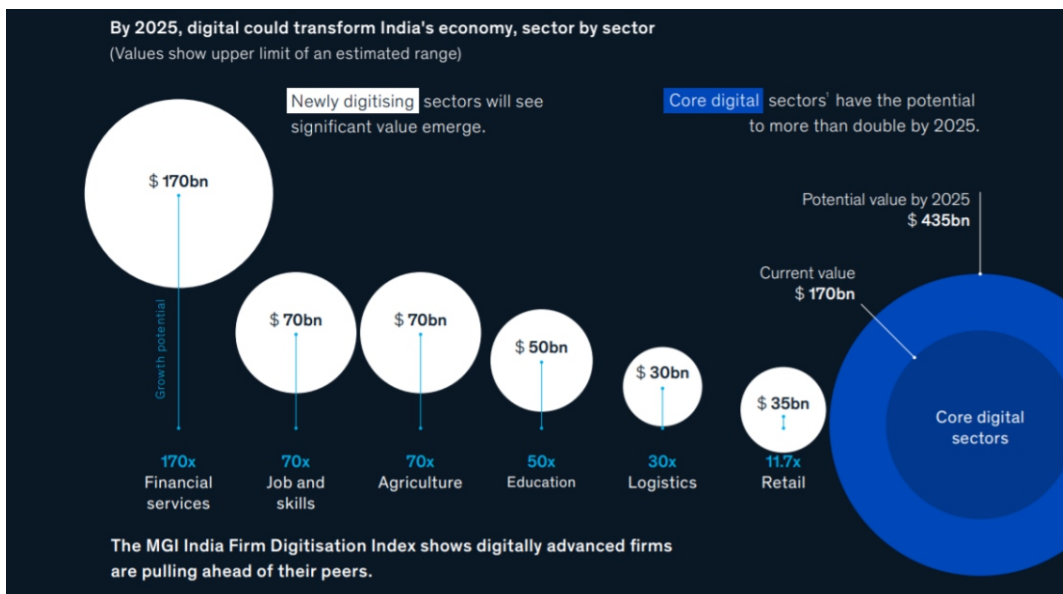 By 2025, digital could transform India's economy, sector by sector
(Values show upper limit of an estimated range)
Newly digitising sectors will see
significant value emerge.
Core digital sectors¹ have the potential
to more than double by 2025.
$ 170bn
$ 70bn
$ 70bn
$ 50bn
$ 30bn
$ 35bn
Growth potential
Potential value by 2025
$ 435bn
Current value
$ 170bn
Core digital
sectors
170x
Financial
services
70x
Job and
skills
70x
Agriculture
50x
Education
30x
Logistics
11.7x
Retail
The MGI India Firm Digitisation Index shows digitally advanced firms
are pulling ahead of their peers.